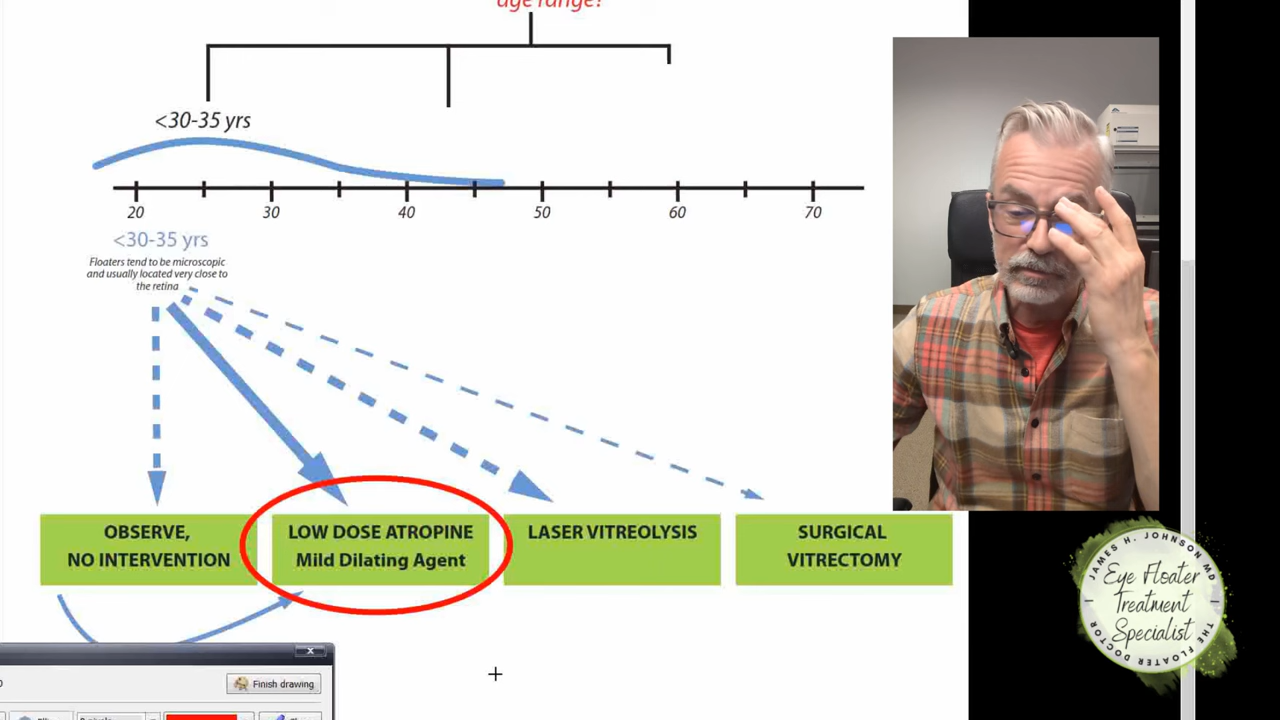 age range?
<30-35 yrs
20 30 40 50 60 70
<30-35 yrs
Floaters tend to be microscopic
and usually located very close to
the retina
OBSERVE,
NO INTERVENTION
LOW DOSE ATROPINE
Mild Dilating Agent
LASER VITREOLYSIS
SURGICAL
VITRECTOMY
Finish drawing
JAMES H. JOHNSON MD
Eye Floater
Treatment
Specialist
THE FLOATER DOCTOR